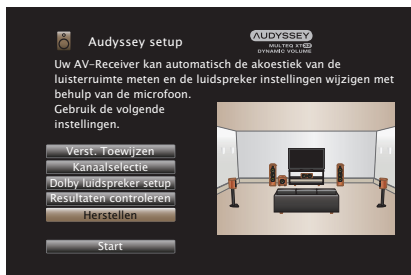 Audyssey setup
AUDYSSEY
MULTEQ XT32
DYNAMIC VOLUME
Uw AV-Receiver kan automatisch de akoestiek van de
luisterruimte meten en de luidspreker instellingen wijzigen met
behulp van de microfoon.
Gebruik de volgende
instellingen.
Verst. Toewijzen
Kanaalselectie
Dolby luidspreker setup
Resultaten controleren
Herstellen
Start